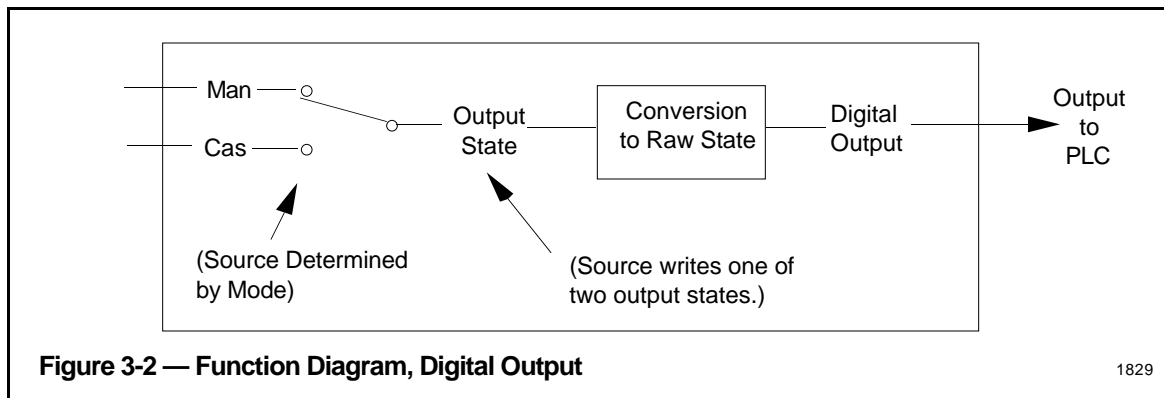 Man
Cas
Output
State
Conversion
to Raw State
Digital
Output
Output
to
PLC
(Source Determined
by Mode)
(Source writes one of
two output states.)
Figure 3-2 — Function Diagram, Digital Output
1829